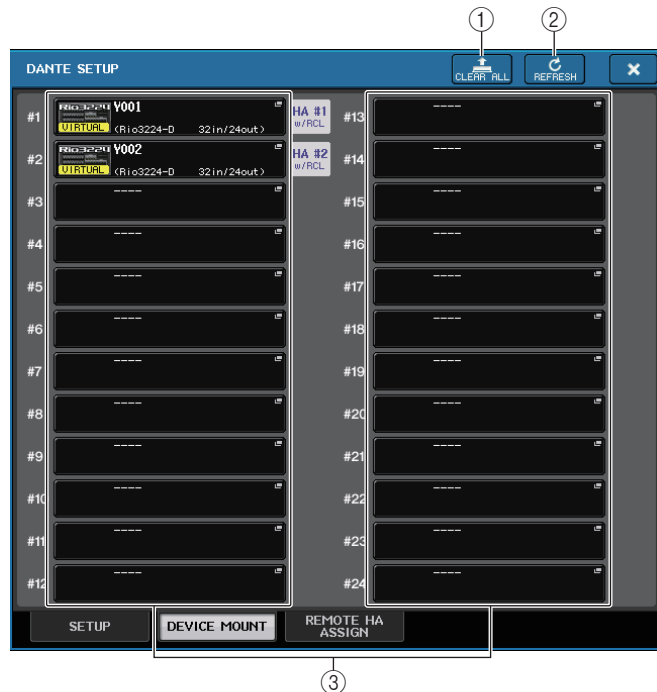 ① ②
DANTE SETUP CLEAR ALL REFRESH ×
#1 Rio3224 VIRTUAL Y001 (Rio3224-D 32in/24out) HA #1 w/RCL #13 ----
#2 Rio3224 VIRTUAL Y002 (Rio3224-D 32in/24out) HA #2 w/RCL #14 ----
#3 ---- #15 ----
#4 ---- #16 ----
#5 ---- #17 ----
#6 ---- #18 ----
#7 ---- #19 ----
#8 ---- #20 ----
#9 ---- #21 ----
#10 ---- #22 ----
#11 ---- #23 ----
#12 ---- #24 ----
SETUP DEVICE MOUNT REMOTE HA ASSIGN
③